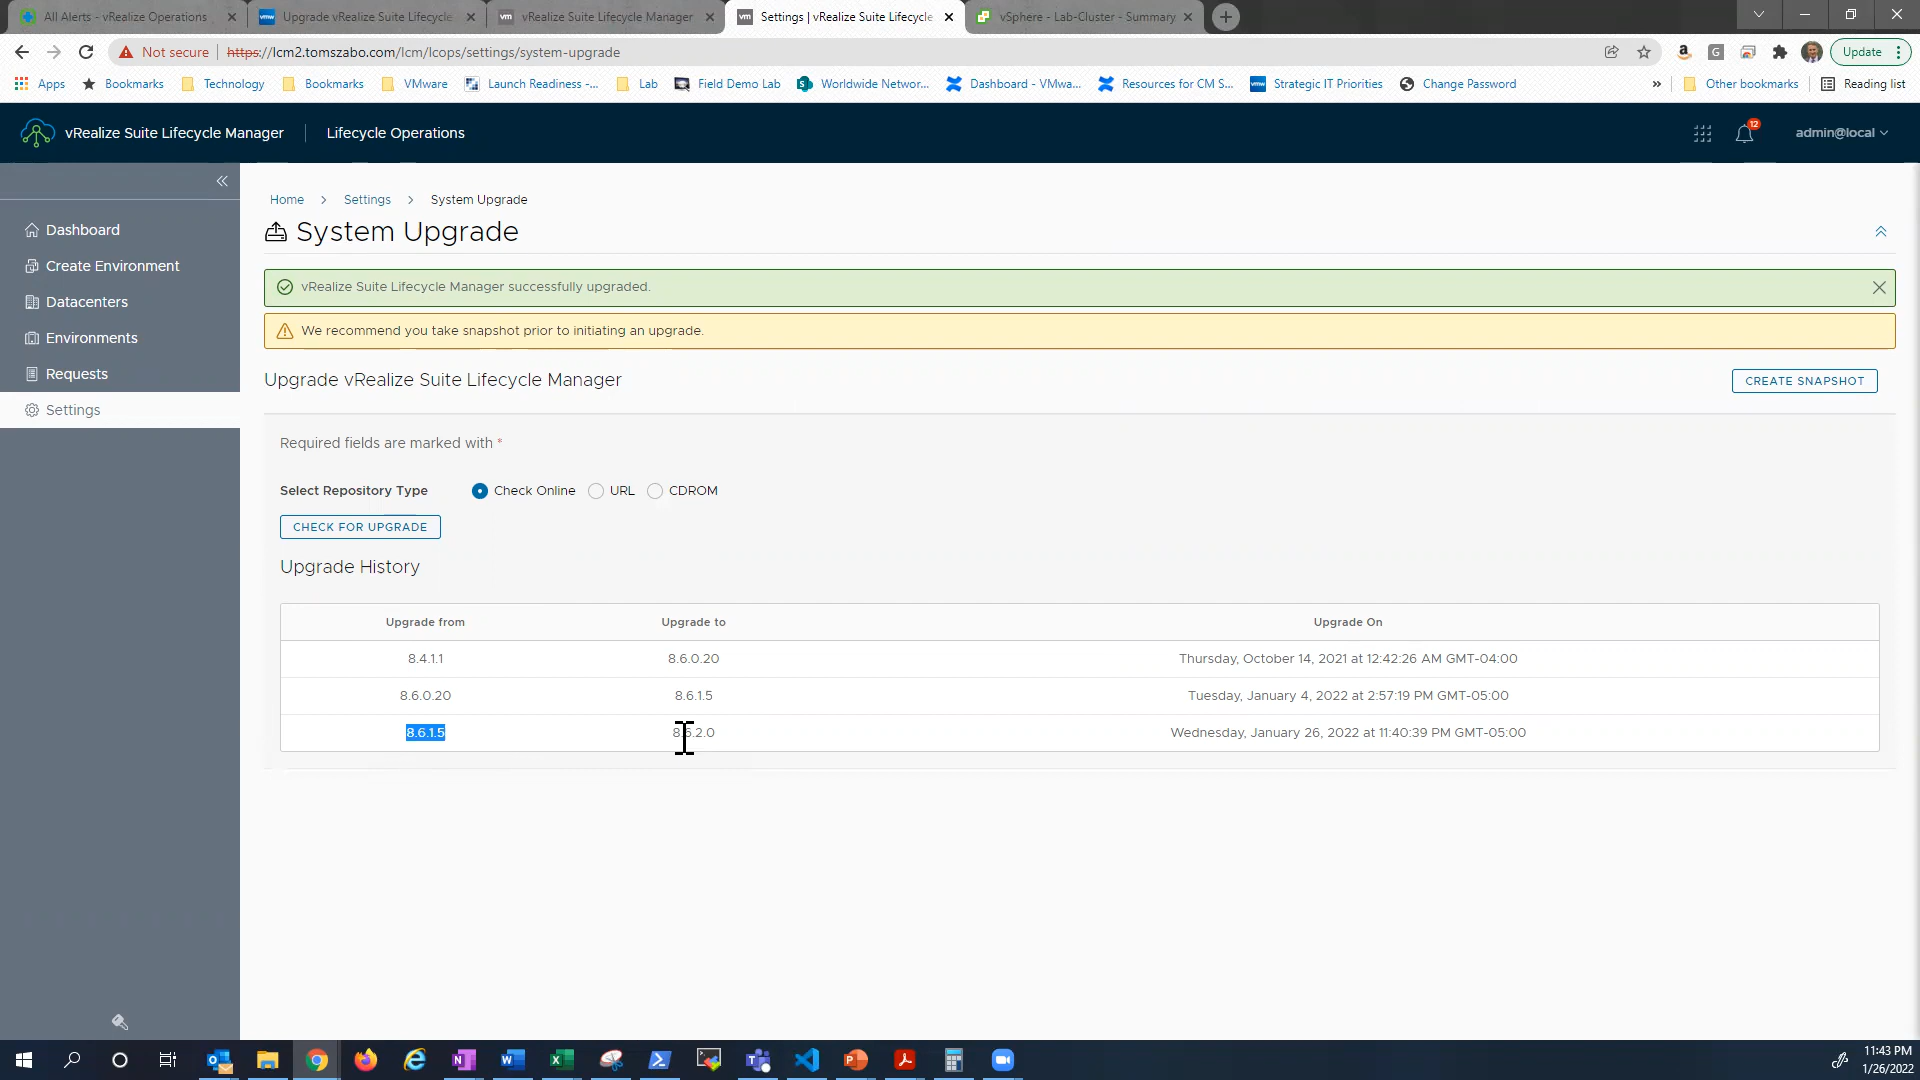 All Alerts - vRealize Operations
Upgrade vRealize Suite Lifecycle
vRealize Suite Lifecycle Manager
Settings | vRealize Suite Lifecycle
vSphere - Lab-Cluster - Summary
Not secure
https://lcm2.tomszabo.com/lcm/lcops/settings/system-upgrade
Update
Apps
Bookmarks
Technology
Bookmarks
VMware
Launch Readiness -...
Lab
Field Demo Lab
Worldwide Networ...
Dashboard - VMwa...
Resources for CM S...
Strategic IT Priorities
Change Password
»
Other bookmarks
Reading list
vRealize Suite Lifecycle Manager
Lifecycle Operations
12
admin@local
Dashboard
Create Environment
Datacenters
Environments
Requests
Settings
Home > Settings > System Upgrade
System Upgrade
vRealize Suite Lifecycle Manager successfully upgraded.
We recommend you take snapshot prior to initiating an upgrade.
Upgrade vRealize Suite Lifecycle Manager
CREATE SNAPSHOT
Required fields are marked with *
Select Repository Type
Check Online
URL
CDROM
CHECK FOR UPGRADE
Upgrade History
Upgrade from Upgrade to Upgrade On
8.4.1.1 8.6.0.20 Thursday, October 14, 2021 at 12:42:26 AM GMT-04:00
8.6.0.20 8.6.1.5 Tuesday, January 4, 2022 at 2:57:19 PM GMT-05:00
8.6.1.5 8.6.2.0 Wednesday, January 26, 2022 at 11:40:39 PM GMT-05:00
11:43 PM
1/26/2022